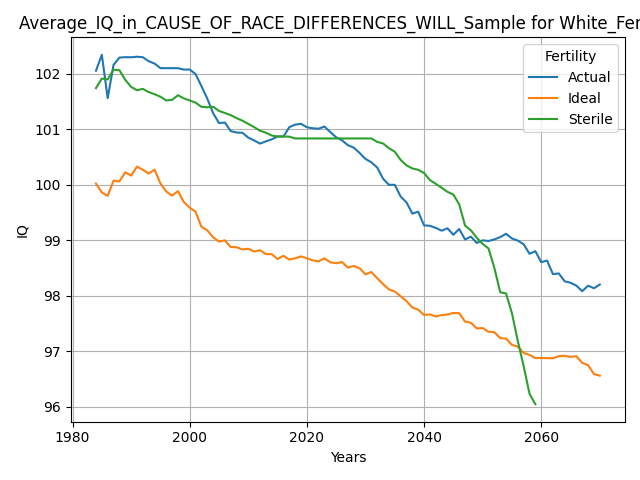 Average_IQ_in_CAUSE_OF_RACE_DIFFERENCES_WILL_Sample for White_Fer
Fertility
Actual
Ideal
Sterile
102
101
100
99
98
97
96
IQ
1980
2000
2020
2040
2060
Years